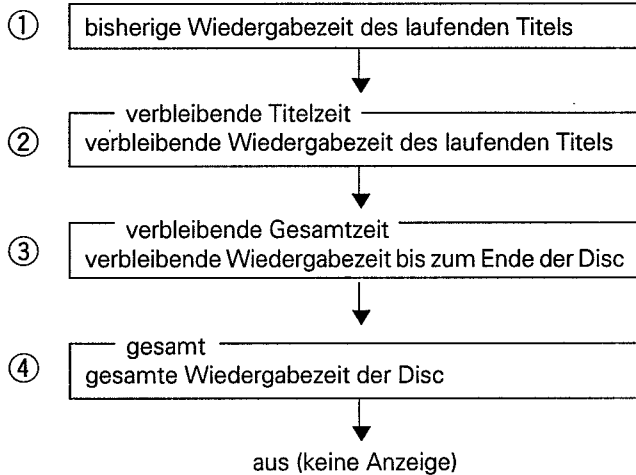 ① bisherige Wiedergabezeit des laufenden Titels
verbleibende Titelzeit
② verbleibende Wiedergabezeit des laufenden Titels
verbleibende Gesamtzeit
③ verbleibende Wiedergabezeit bis zum Ende der Disc
gesamt
④ gesamte Wiedergabezeit der Disc
aus (keine Anzeige)